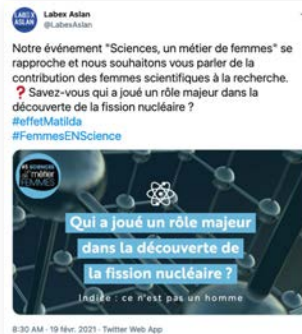 Labex Aslan
@LabexAslan
Notre événement "Sciences, un métier de femmes" se
rapproche et nous souhaitons vous parler de la
contribution des femmes scientifiques à la recherche.
❓ Savez-vous qui a joué un rôle majeur dans la
découverte de la fission nucléaire ?
#effetMatilda
#FemmesENScience
métier
FEMMES
Qui a joué un rôle majeur
dans la découverte de
la fission nucléaire ?
Indice : ce n'est pas un homme
8:30 AM · 19 févr. 2021 · Twitter Web App